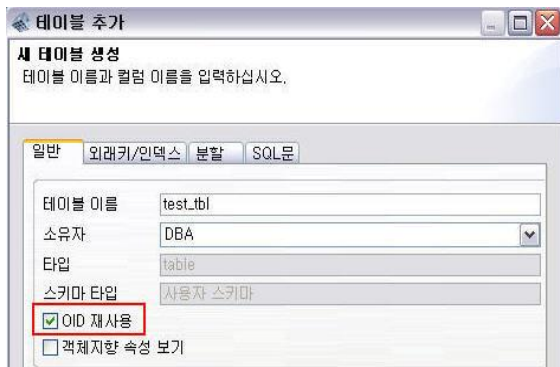 테이블 추가
새 테이블 생성
테이블 이름과 컬럼 이름을 입력하십시오.
일반 외래키/인덱스 분할 SQL문
테이블 이름 test_tbl
소유자 DBA
타입 table
스키마 타입 사용자 스키마
OID 재사용
객체지향 속성 보기